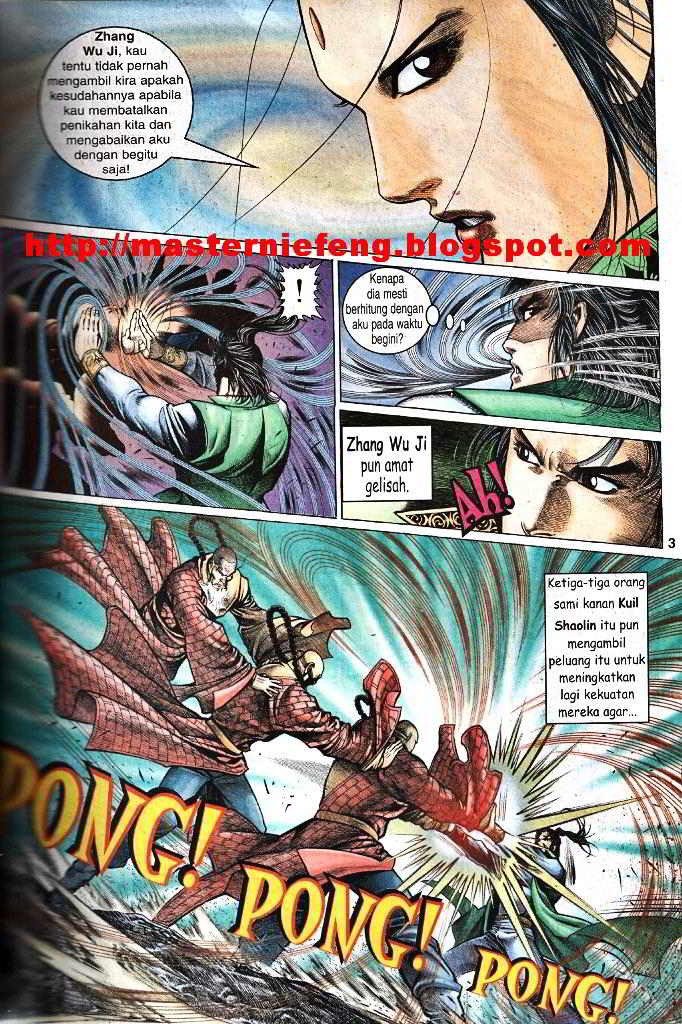 Zhang
Wu Ji, kau
tentu tidak pernah
mengambil kira apakah
kesudahannya apabila
kau membatalkan
penikahan kita dan
mengabaikan aku
dengan begitu
saja!
http://masterniefeng.blogspot.com
!
Kenapa
dia mesti
berhitung dengan
aku pada waktu
begini?
Zhang Wu Ji
pun amat
gelisah.
Ah!
3
Ketiga-tiga orang
sami kanan Kuil
Shaolin itu pun
mengambil
peluang itu untuk
meningkatkan
lagi kekuatan
mereka agar...
PONG!
PONG!
PONG!